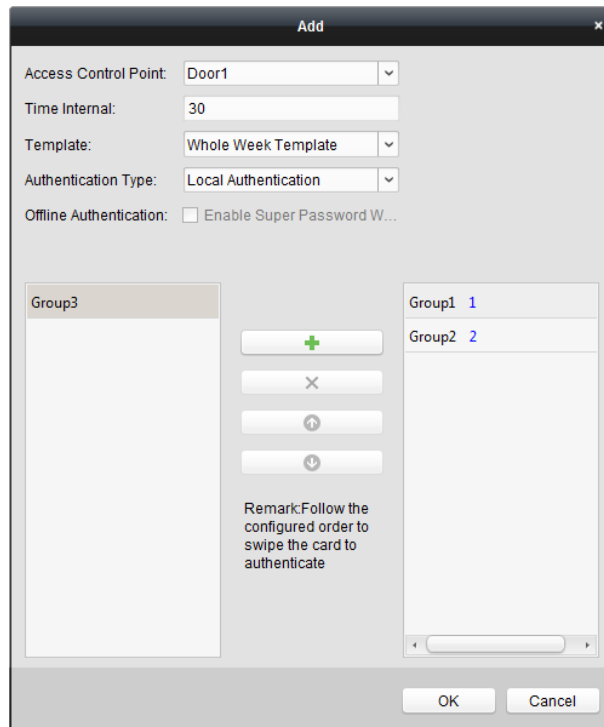 Add
Access Control Point: Door1
Time Internal: 30
Template: Whole Week Template
Authentication Type: Local Authentication
Offline Authentication: Enable Super Password W...
Group3
Group1 1
Group2 2
Remark:Follow the
configured order to
swipe the card to
authenticate
OK Cancel